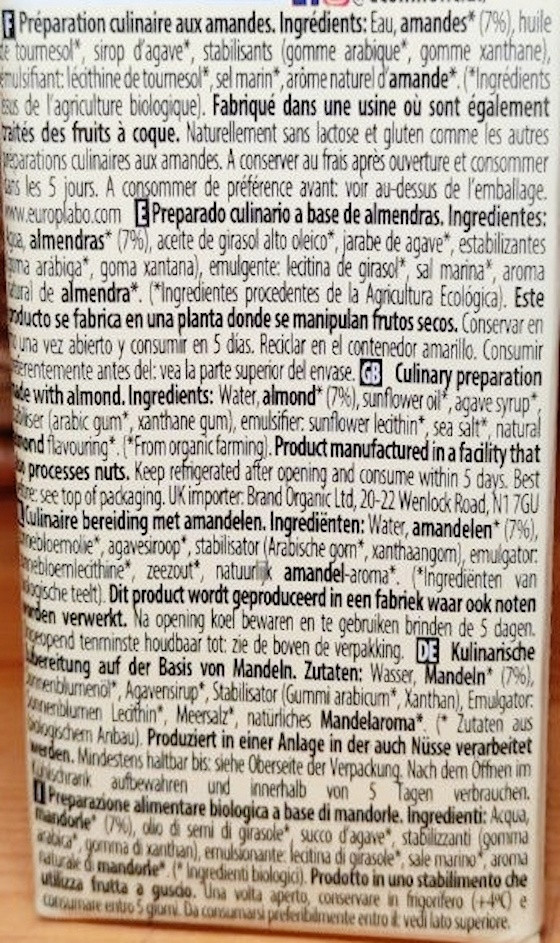 F Préparation culinaire aux amandes. Ingrédients: Eau, amandes* (7%), huile
de tournesol*, sirop d'agave*, stabilisants (gomme arabique*, gomme xanthane),
émulsifiant: lécithine de tournesol*, sel marin*, arôme naturel d'amande*. (*Ingrédients
issus de l'agriculture biologique). Fabriqué dans une usine où sont également
traités des fruits à coque. Naturellement sans lactose et gluten comme les autres
préparations culinaires aux amandes. A conserver au frais après ouverture et consommer
dans les 5 jours. A consommer de préférence avant: voir au-dessus de l'emballage.
www.europlabo.com E Preparado culinario a base de almendras. Ingredientes:
Agua, almendras* (7%), aceite de girasol alto oleico*, jarabe de agave*, estabilizantes
(goma arábiga*, goma xantana), emulgente: lecitina de girasol*, sal marina*, aroma
natural de almendra*. (*Ingredientes procedentes de la Agricultura Ecológica). Este
producto se fabrica en una planta donde se manipulan frutos secos. Conservar en
una vez abierto y consumir en 5 días. Reciclar en el contenedor amarillo. Consumir
preferentemente antes del: vea la parte superior del envase. GB Culinary preparation
made with almond. Ingredients: Water, almond* (7%), sunflower oil*, agave syrup*,
stabiliser (arabic gum*, xanthane gum), emulsifier: sunflower lecithin*, sea salt*, natural
almond flavouring*. (*From organic farming). Product manufactured in a facility that
also processes nuts. Keep refrigerated after opening and consume within 5 days. Best
before: see top of packaging. UK importer: Brand Organic Ltd, 20-22 Wenlock Road, N1 7GU
Culinaire bereiding met amandelen. Ingrediënten: Water, amandelen* (7%),
zonnebloemolie*, agavesiroop*, stabilisator (Arabische gom*, xanthaangom), emulgator:
zonnebloemlecithine*, zeezout*, natuurlijk amandel-aroma*. (*Ingrediënten van
biologische teelt). Dit product wordt geproduceerd in een fabriek waar ook noten
worden verwerkt. Na opening koel bewaren en te gebruiken brinden de 5 dagen.
Ongeopend tenminste houdbaar tot: zie de boven de verpakking. DE Kulinarische
Zubereitung auf der Basis von Mandeln. Zutaten: Wasser, Mandeln* (7%),
Sonnenblumenöl*, Agavensirup*, Stabilisator (Gummi arabicum*, Xanthan), Emulgator:
Sonnenblumen Lecithin*, Meersalz*, natürliches Mandelaroma*. (* Zutaten aus
biologischem Anbau). Produziert in einer Anlage in der auch Nüsse verarbeitet
werden. Mindestens haltbar bis: siehe Oberseite der Verpackung. Nach dem Öffnen im
Kühlschrank aufbewahren und innerhalb von 5 Tagen verbrauchen.
I Preparazione alimentare biologica a base di mandorle. Ingredienti: Acqua,
mandorle* (7%), olio di semi di girasole*, succo d'agave*, stabilizzanti (gomma
arabica*, gomma di xanthan), emulsionante: lecitina di girasole*, sale marino*, aroma
naturale di mandorle*. (* Ingredienti biologici). Prodotto in uno stabilimento che
utilizza frutta a guscio. Una volta aperto, conservare in frigorifero (+4°C) e
consumare entro 5 giorni. Da consumarsi preferibilmente entro il: vedi lato superiore.